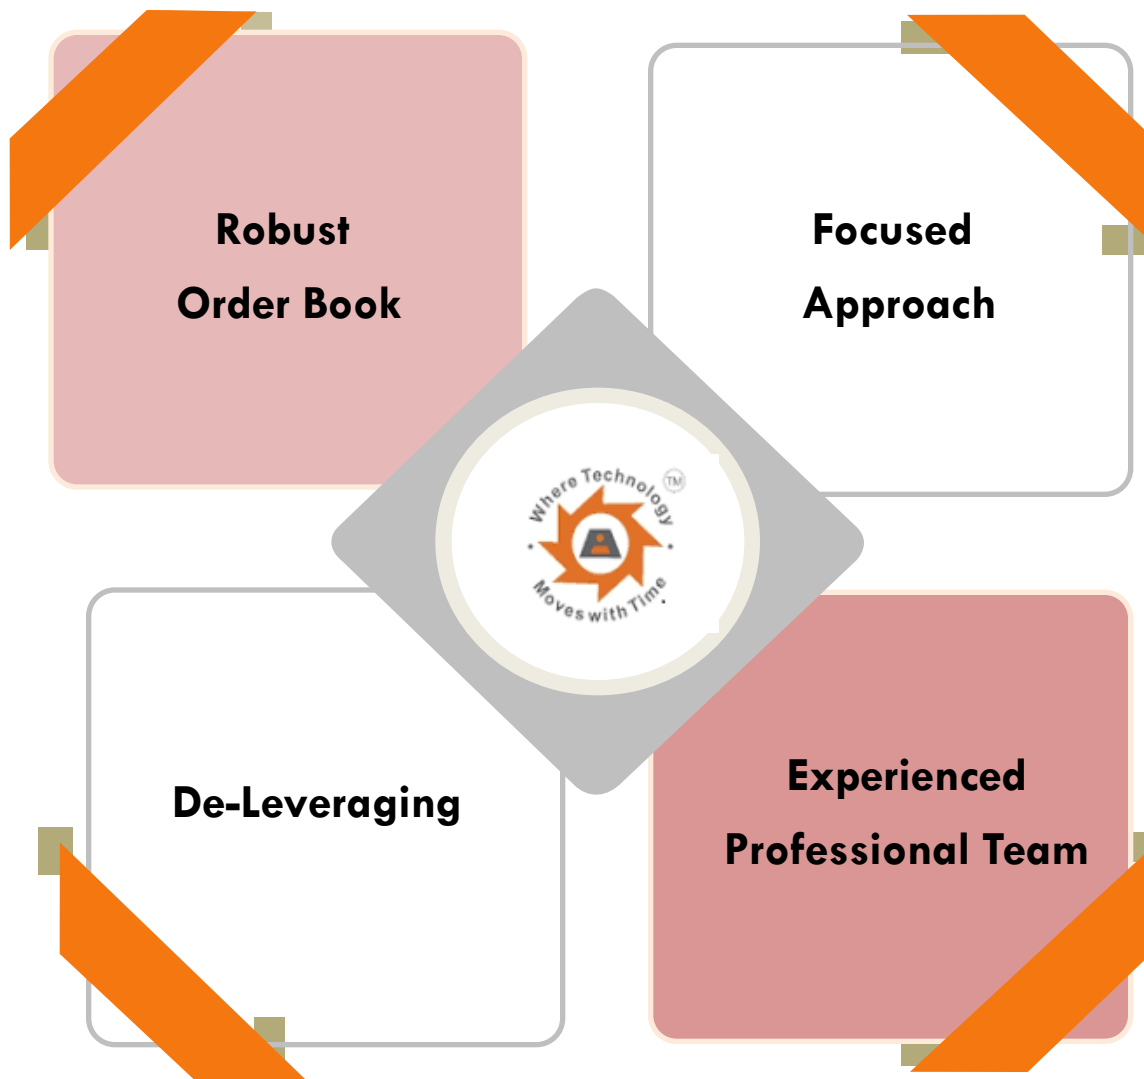 Robust
Order Book
Focused
Approach
Where Technology
TM
Moves with Time
De-Leveraging
Experienced
Professional Team